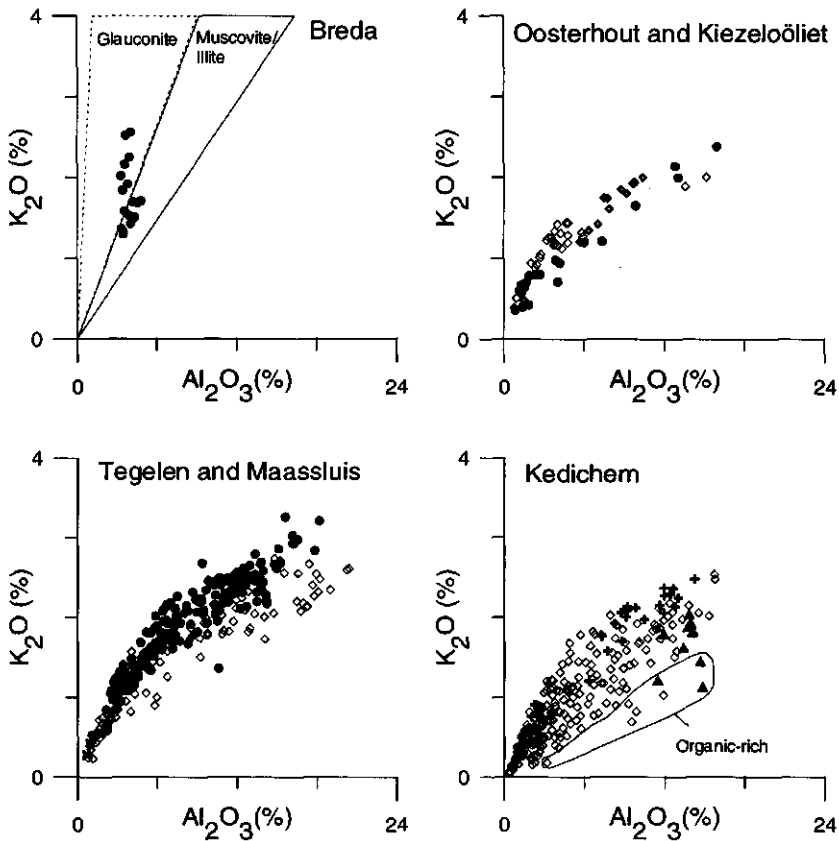 4
Glauconite
Muscovite/
Illite
Breda
K2O (%)
0
0
Al2O3(%)
24
4
Oosterhout and Kiezeloöliet
K2O (%)
0
0
Al2O3(%)
24
4
Tegelen and Maassluis
K2O (%)
0
0
Al2O3(%)
24
4
Kedichem
K2O (%)
Organic-rich
0
0
Al2O3(%)
24